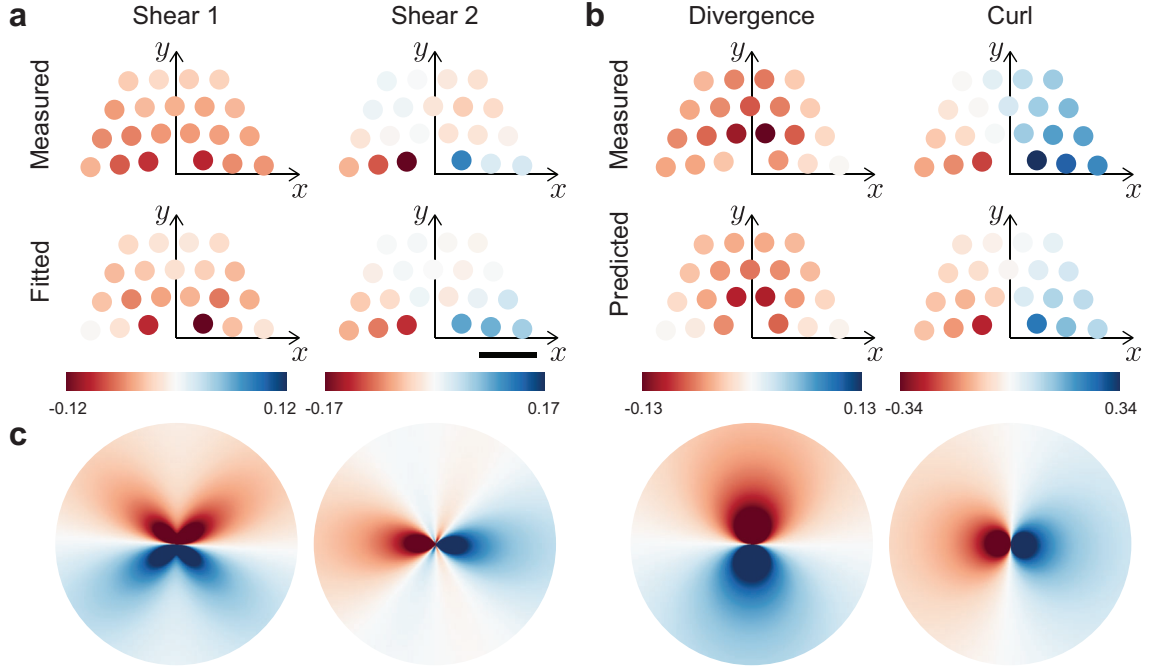 a Shear 1 Shear 2 b Divergence Curl
Measured y y Measured y y
x x x x
Fitted y y Predicted y y
x x x x
-0.12 0.12 -0.17 0.17 -0.13 0.13 -0.34 0.34
c